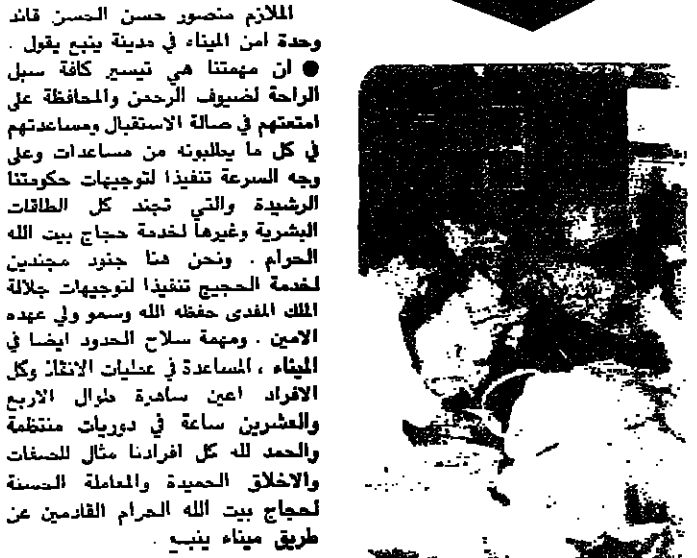 الملازم منصور حسن الحسن قائد
وحدة امن الميناء في مدينة ينبع يقول .
● ان مهمتنا هي تيسير كافة سبل
الراحة لضيوف الرحمن والمحافظة على
امتعتهم في صالة الاستقبال ومساعدتهم
في كل ما يطلبونه من مساعدات وعلى
وجه السرعة تنفيذا لتوجيهات حكومتنا
الرشيدة والتي تجند كل الطاقات
البشرية وغيرها لخدمة حجاج بيت الله
الحرام . ونحن هنا جنود مجندين
لخدمة الحجيج تنفيذا لتوجيهات جلالة
الملك المفدى حفظه الله وسمو ولي عهده
الامين . ومهمة سلاح الحدود ايضا في
الميناء ، المساعدة في عمليات الانقاذ وكل
الافراد اعين ساهرة طوال الاربع
والعشرين ساعة في دوريات منتظمة
والحمد لله كل افرادنا مثال للصفات
والاخلاق الحميدة والمعاملة الحسنة
لحجاج بيت الله الحرام القادمين عن
طريق ميناء ينبع .